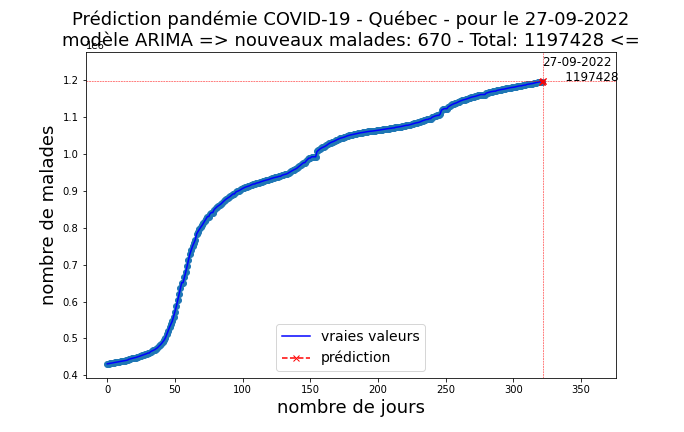 Prédiction pandémie COVID-19 - Québec - pour le 27-09-2022
modèle ARIMA => nouveaux malades: 670 - Total: 1197428 <=
1e6
27-09-2022
1197428
1.2
1.1
1.0
0.9
0.8
0.7
0.6
0.5
0.4
nombre de malades
vraies valeurs
prédiction
0 50 100 150 200 250 300 350
nombre de jours